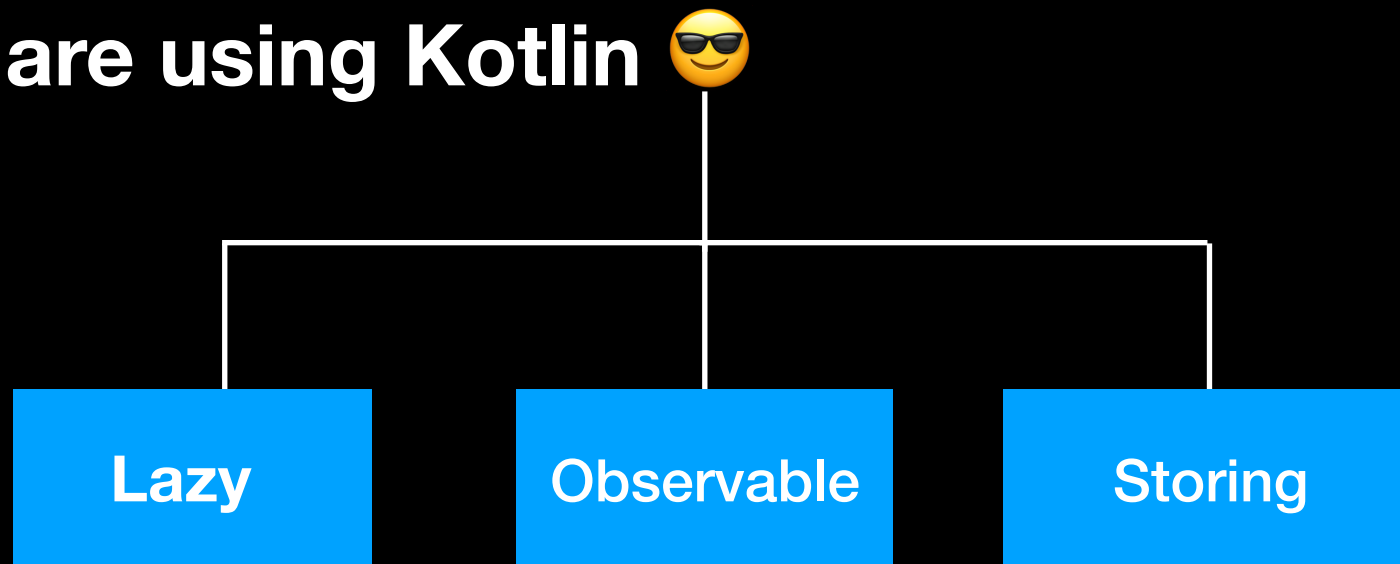 are using Kotlin 😎
Lazy
Observable
Storing